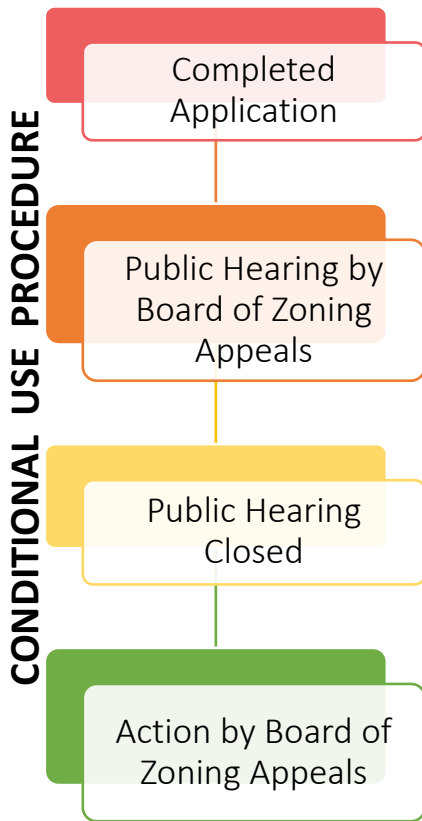 CONDITIONAL USE PROCEDURE
Completed
Application
Public Hearing by
Board of Zoning
Appeals
Public Hearing
Closed
Action by Board of
Zoning Appeals